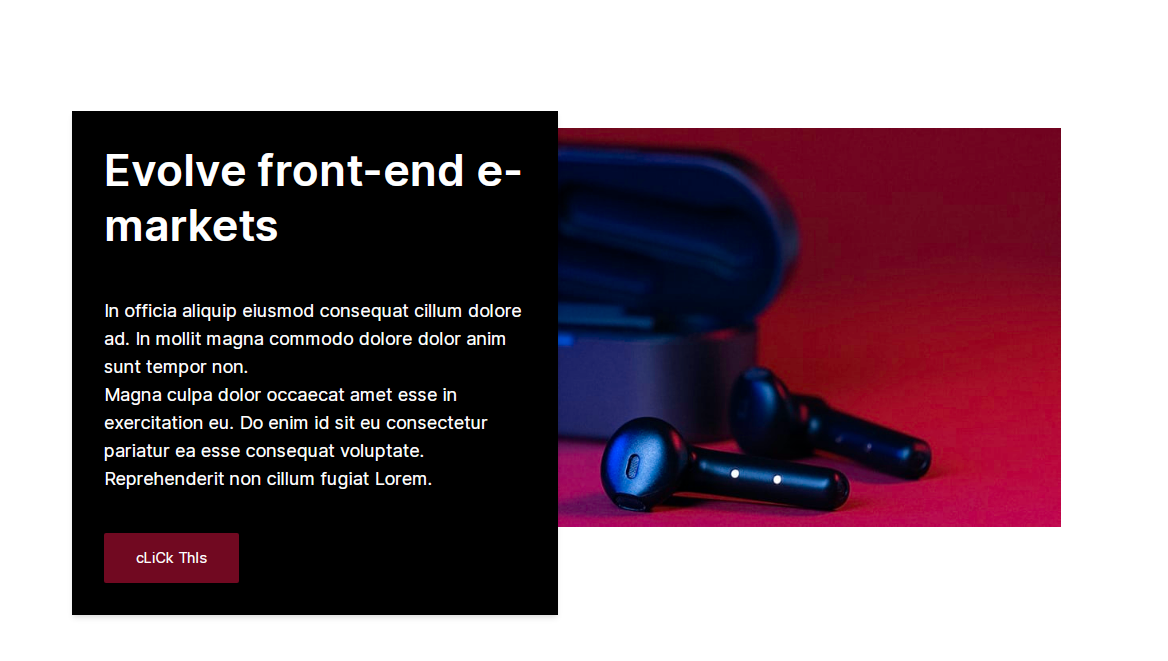 Evolve front-end e-
markets
In officia aliquip eiusmod consequat cillum dolore
ad. In mollit magna commodo dolore dolor anim
sunt tempor non.
Magna culpa dolor occaecat amet esse in
exercitation eu. Do enim id sit eu consectetur
pariatur ea esse consequat voluptate.
Reprehenderit non cillum fugiat Lorem.
cLiCk ThIs